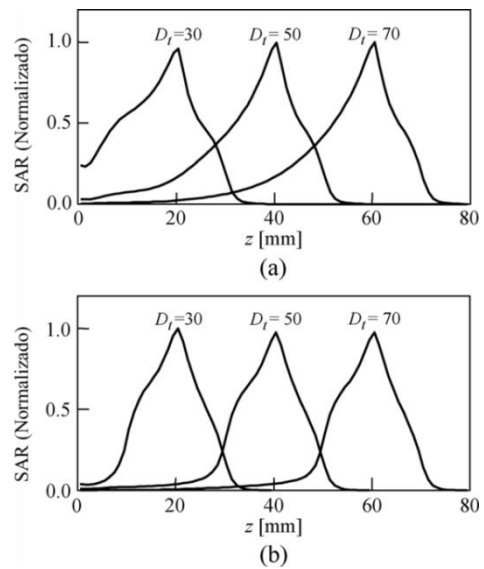 D_t=30 D_t=50 D_t=70
1.0
0.5
0.0
SAR (Normalizado)
20 40 60 80
z [mm]
(a)
D_t=30 D_t=50 D_t=70
1.0
0.5
0.0
SAR (Normalizado)
20 40 60 80
z [mm]
(b)